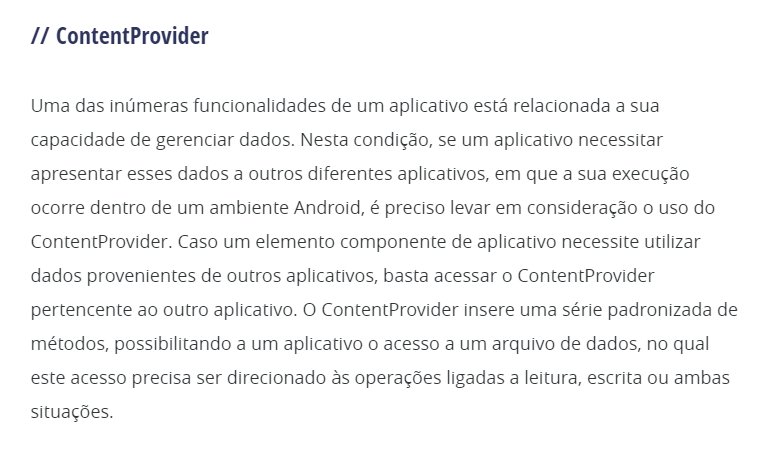 // ContentProvider
Uma das inúmeras funcionalidades de um aplicativo está relacionada a sua
capacidade de gerenciar dados. Nesta condição, se um aplicativo necessitar
apresentar esses dados a outros diferentes aplicativos, em que a sua execução
ocorre dentro de um ambiente Android, é preciso levar em consideração o uso do
ContentProvider. Caso um elemento componente de aplicativo necessite utilizar
dados provenientes de outros aplicativos, basta acessar o ContentProvider
pertencente ao outro aplicativo. O ContentProvider insere uma série padronizada de
métodos, possibilitando a um aplicativo o acesso a um arquivo de dados, no qual
este acesso precisa ser direcionado às operações ligadas a leitura, escrita ou ambas
situações.